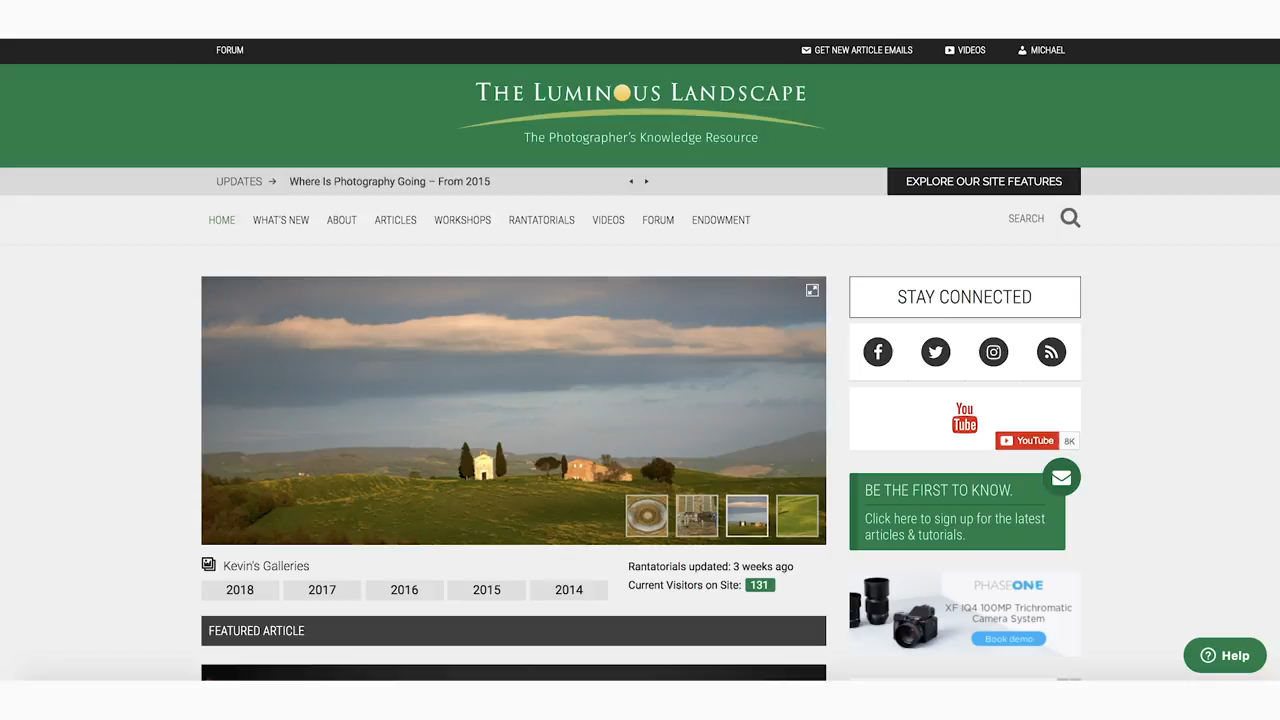 FORUM
GET NEW ARTICLE EMAILS
VIDEOS
MICHAEL
THE LUMINOUS LANDSCAPE
The Photographer's Knowledge Resource
UPDATES → Where Is Photography Going – From 2015
EXPLORE OUR SITE FEATURES
HOME WHAT'S NEW ABOUT ARTICLES WORKSHOPS RANTATORIALS VIDEOS FORUM ENDOWMENT
SEARCH
STAY CONNECTED
You
Tube
YouTube 8K
BE THE FIRST TO KNOW.
Click here to sign up for the latest
articles & tutorials.
Kevin's Galleries
2018 2017 2016 2015 2014
Rantatorials updated: 3 weeks ago
Current Visitors on Site: 131
FEATURED ARTICLE
PHASEONE
XF IQ4 100MP Trichromatic
Camera System
Book demo
Help